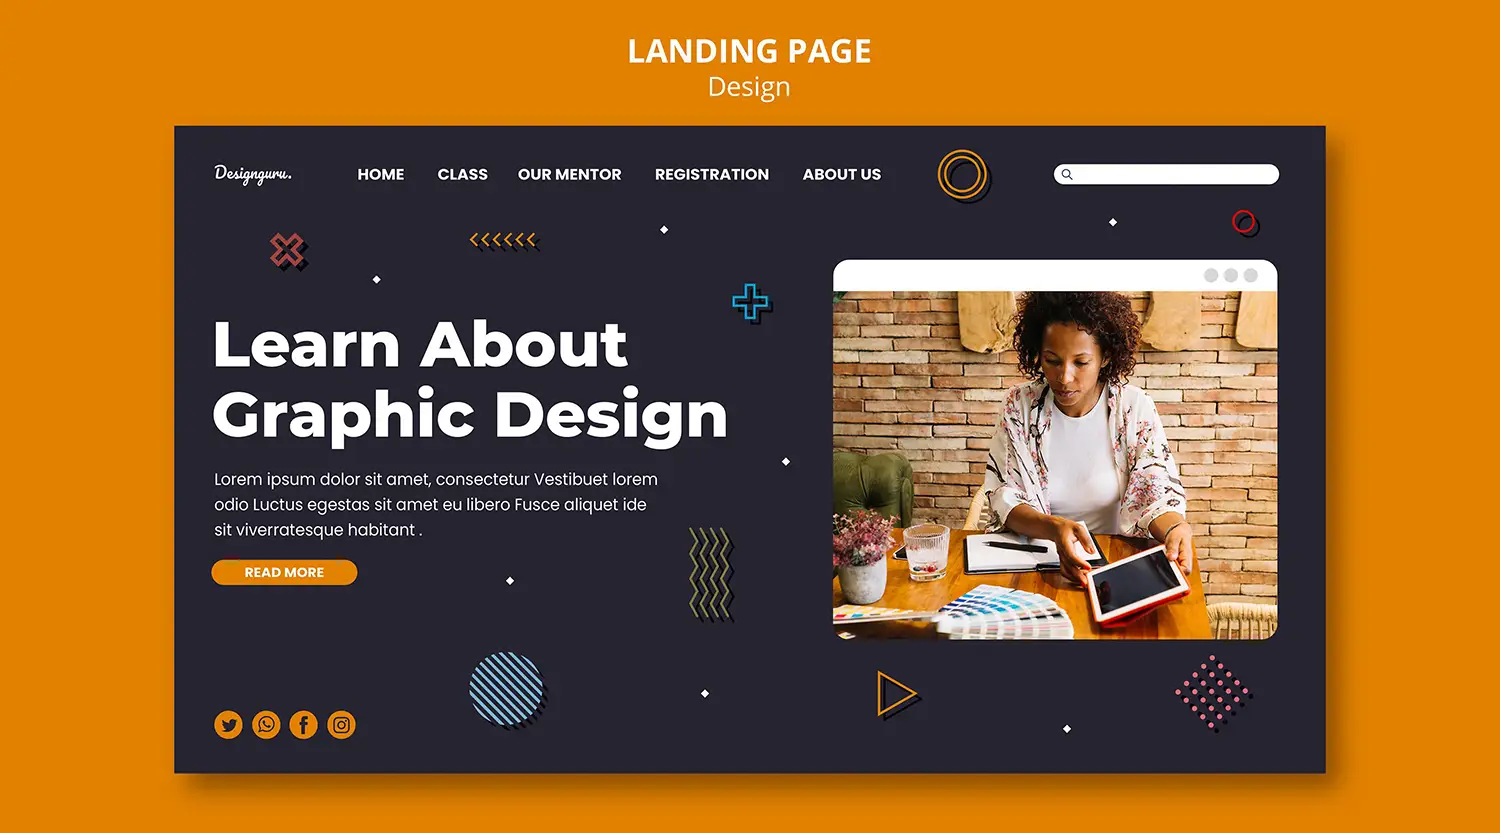 LANDING PAGE
Design
Designguru.
HOME CLASS OUR MENTOR REGISTRATION ABOUT US
Learn About
Graphic Design
Lorem ipsum dolor sit amet, consectetur Vestibuet lorem
odio Luctus egestas sit amet eu libero Fusce aliquet ide
sit viverratesque habitant .
READ MORE